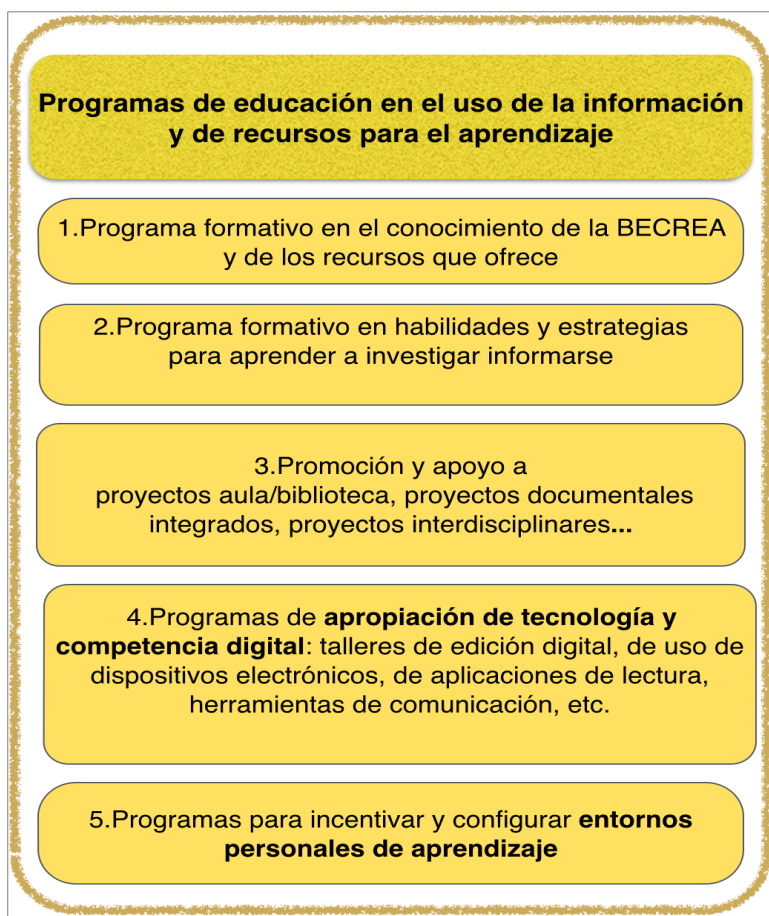 Programas de educación en el uso de la información
y de recursos para el aprendizaje
1.Programa formativo en el conocimiento de la BECREA
y de los recursos que ofrece
2.Programa formativo en habilidades y estrategias
para aprender a investigar informarse
3.Promoción y apoyo a
proyectos aula/biblioteca, proyectos documentales
integrados, proyectos interdisciplinares...
4.Programas de apropiación de tecnología y
competencia digital: talleres de edición digital, de uso de
dispositivos electrónicos, de aplicaciones de lectura,
herramientas de comunicación, etc.
5.Programas para incentivar y configurar entornos
personales de aprendizaje